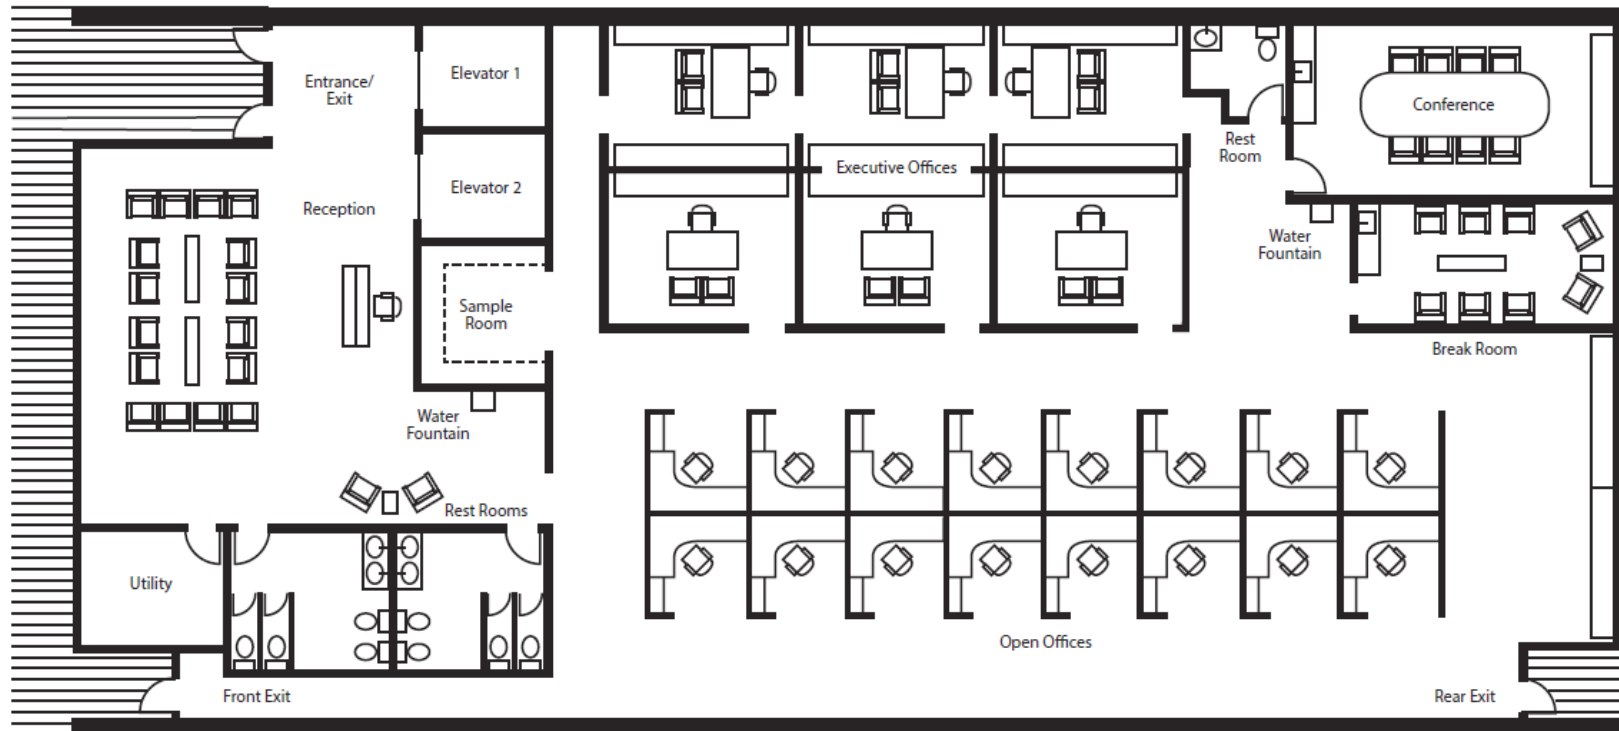 Entrance/
Exit
Elevator 1
Elevator 2
Reception
Sample
Room
Water
Fountain
Rest Rooms
Utility
Front Exit
Executive Offices
Rest
Room
Conference
Water
Fountain
Break Room
Open Offices
Rear Exit